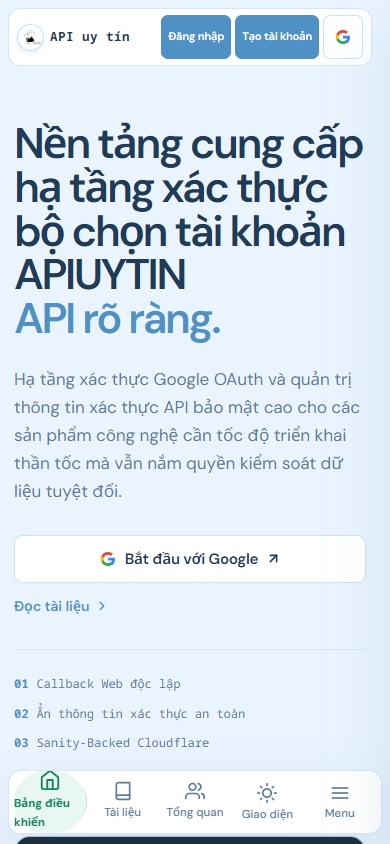 API uy tín
Đăng nhập
Tạo tài khoản
Nền tảng cung cấp
hạ tầng xác thực
bộ chọn tài khoản
APIUYTIN
API rõ ràng.
Hạ tầng xác thực Google OAuth và quản trị
thông tin xác thực API bảo mật cao cho các
sản phẩm công nghệ cần tốc độ triển khai
thần tốc mà vẫn nắm quyền kiểm soát dữ
liệu tuyệt đối.
Bắt đầu với Google
Đọc tài liệu
01 Callback Web độc lập
02 Ẩn thông tin xác thực an toàn
03 Sanity-Backed Cloudflare
Bảng điều
khiển
Tài liệu
Tổng quan
Giao diện
Menu